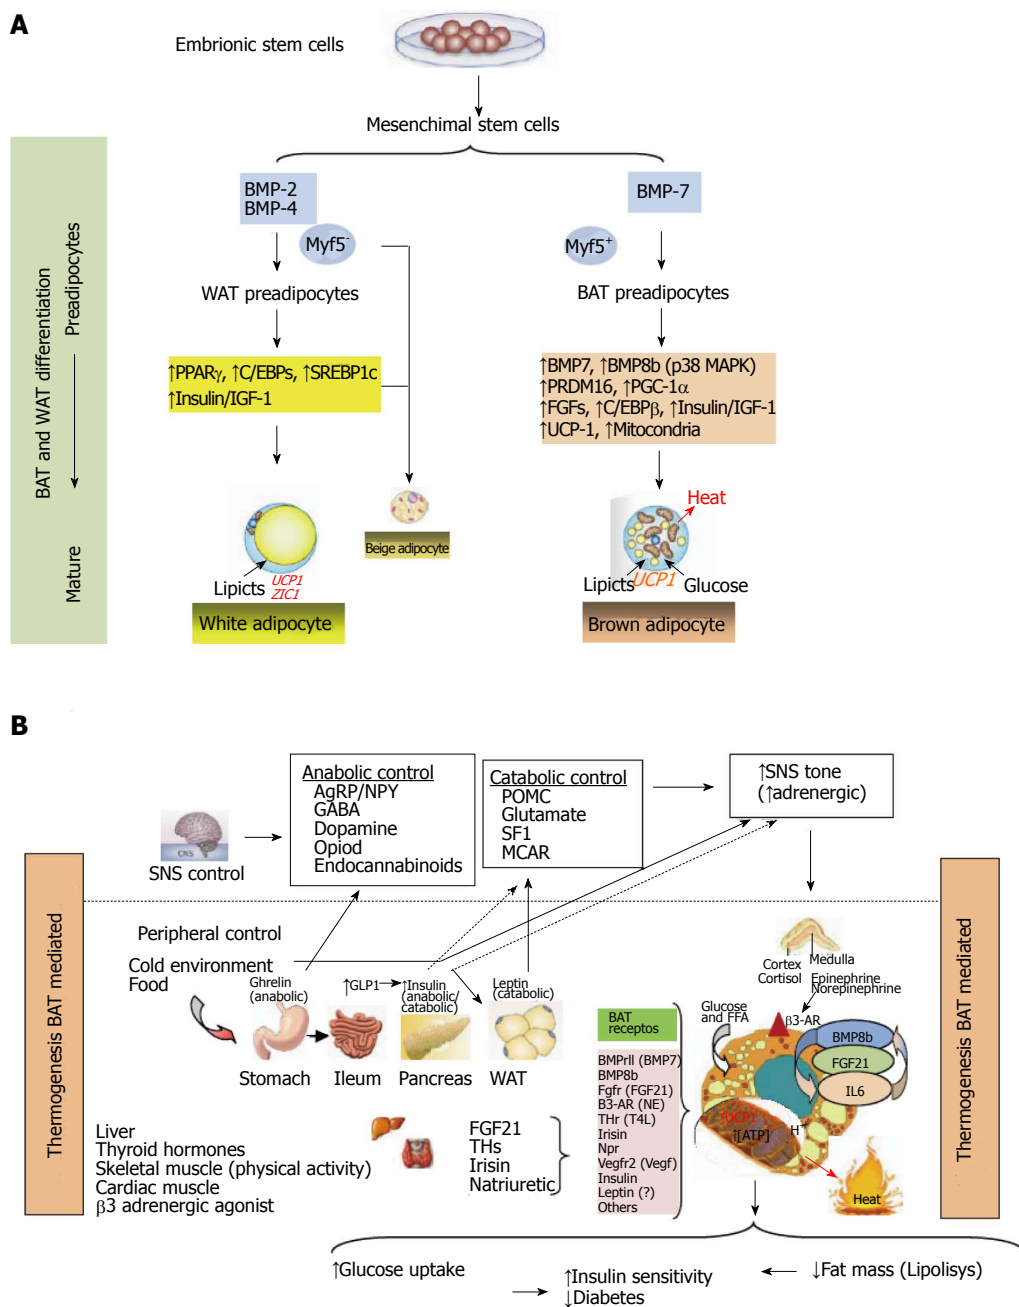 A
Embrionic stem cells
Mesenchimal stem cells
BMP-2
BMP-4
BMP-7
Myf5-
Myf5+
WAT preadipocytes
BAT preadipocytes
BAT and WAT differentiation
Preadipocytes
Mature
↑PPARγ, ↑C/EBPs, ↑SREBP1c
↑Insulin/IGF-1
↑BMP7, ↑BMP8b (p38 MAPK)
↑PRDM16, ↑PGC-1α
↑FGFs, ↑C/EBPβ, ↑Insulin/IGF-1
↑UCP-1, ↑Mitocondria
Heat
Beige adipocyte
Lipicts
UCP1
ZIC1
Lipicts
UCP1
Glucose
White adipocyte
Brown adipocyte
B
Anabolic control
AgRP/NPY
GABA
Dopamine
Opiod
Endocannabinoids
Catabolic control
POMC
Glutamate
SF1
MCAR
↑SNS tone
(↑adrenergic)
CNS
SNS control
Thermogenesis BAT mediated
Thermogenesis BAT mediated
Peripheral control
Cold environment
Food
Ghrelin
(anabolic)
↑GLP1
↑Insulin
(anabolic/
catabolic)
Leptin
(catabolic)
Stomach
Ileum
Pancreas
WAT
Cortex
Cortisol
Medulla
Epinephrine
Norepinephrine
Glucose
and FFA
β3-AR
BMP8b
FGF21
IL6
↑UCP1
↑[ATP]
H+
Heat
BAT
receptos
BMPrll (BMP7)
BMP8b
Fgfr (FGF21)
B3-AR (NE)
THr (T4L)
Irisin
Npr
Vegfr2 (Vegf)
Insulin
Leptin (?)
Others
Liver
Thyroid hormones
Skeletal muscle (physical activity)
Cardiac muscle
β3 adrenergic agonist
FGF21
THs
Irisin
Natriuretic
↑Glucose uptake
↑Insulin sensitivity
↓Diabetes
↓Fat mass (Lipolisys)